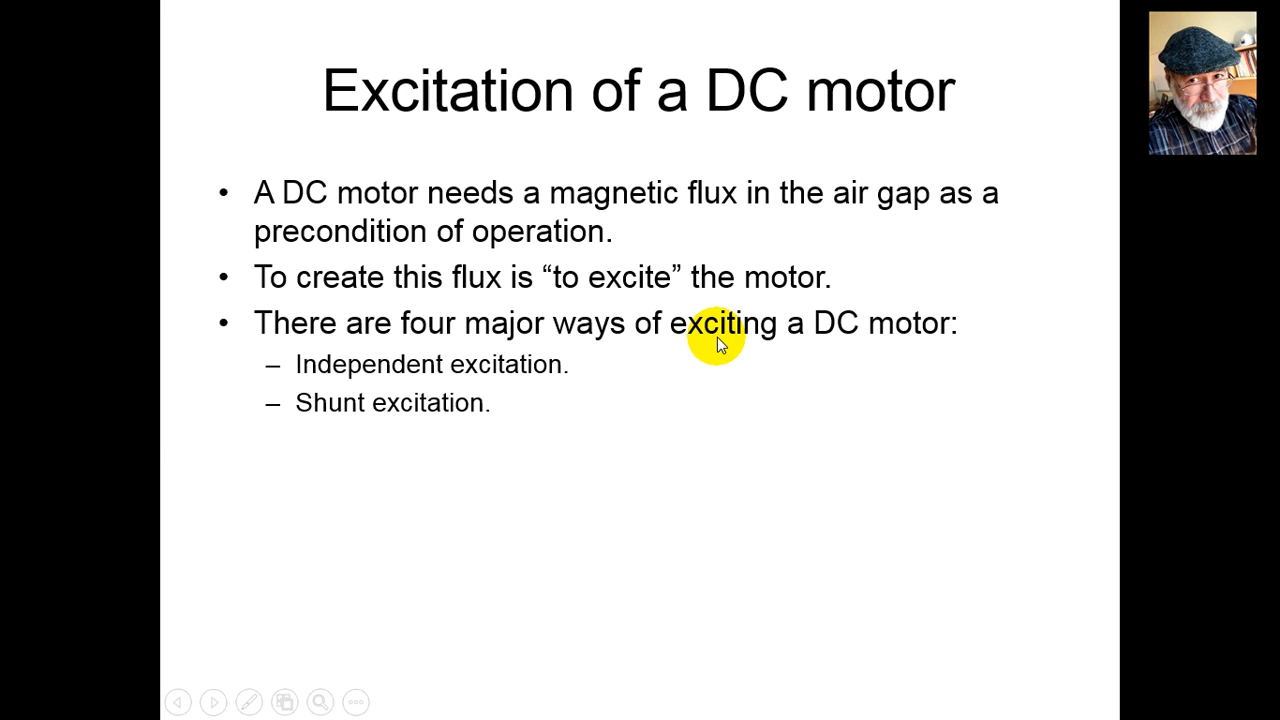 Excitation of a DC motor
• A DC motor needs a magnetic flux in the air gap as a
precondition of operation.
• To create this flux is “to excite” the motor.
• There are four major ways of exciting a DC motor:
– Independent excitation.
– Shunt excitation.